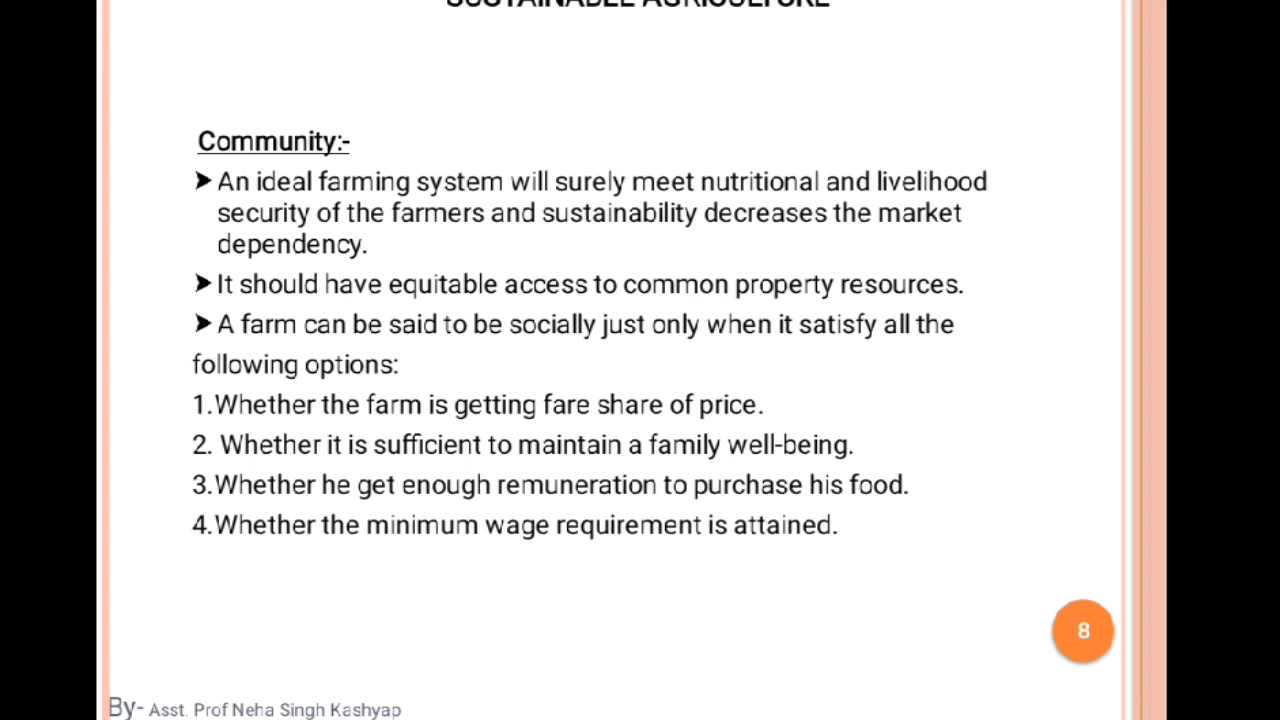 SUSTAINABLE AGRICULTURE
Community:-
➤An ideal farming system will surely meet nutritional and livelihood
security of the farmers and sustainability decreases the market
dependency.
➤It should have equitable access to common property resources.
➤A farm can be said to be socially just only when it satisfy all the
following options:
1.Whether the farm is getting fare share of price.
2. Whether it is sufficient to maintain a family well-being.
3.Whether he get enough remuneration to purchase his food.
4.Whether the minimum wage requirement is attained.
8
By- Asst. Prof Neha Singh Kashyap